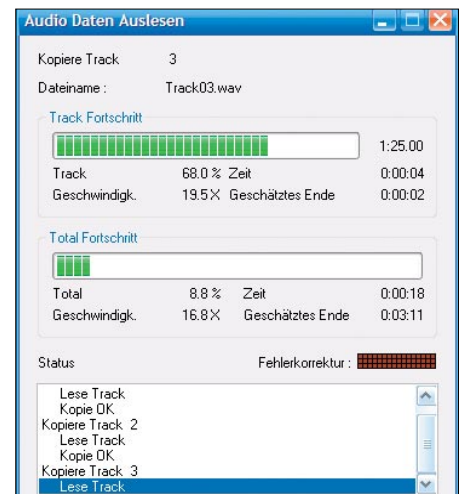 Audio Daten Auslesen
Kopiere Track 3
Dateiname : Track03.wav
Track Fortschritt
1:25.00
Track 68.0 % Zeit 0:00:04
Geschwindigk. 19.5X Geschätztes Ende 0:00:02
Total Fortschritt
Total 8.8 % Zeit 0:00:18
Geschwindigk. 16.8X Geschätztes Ende 0:03:11
Status Fehlerkorrektur :
Lese Track
Kopie OK
Kopiere Track 2
Lese Track
Kopie OK
Kopiere Track 3
Lese Track